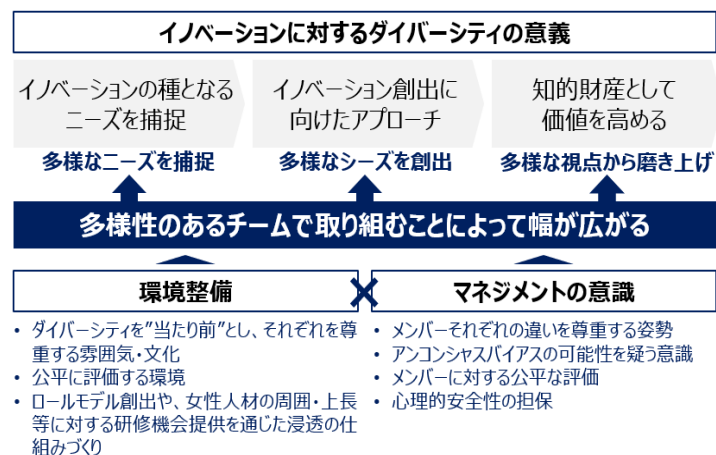 イノベーションに対するダイバーシティの意義
イノベーションの種となる
ニーズを捕捉
イノベーション創出に
向けたアプローチ
知的財産として
価値を高める
多様なニーズを捕捉
多様なシーズを創出
多様な視点から磨き上げ
多様性のあるチームで取り組むことによって幅が広がる
環境整備
×
マネジメントの意識
• ダイバーシティを”当たり前”とし、それぞれを尊
重する雰囲気・文化
• 公平に評価する環境
• ロールモデル創出や、女性人材の周囲・上長
等に対する研修機会提供を通じた浸透の仕
組みづくり
• メンバーそれぞれの違いを尊重する姿勢
• アンコンシャスバイアスの可能性を疑う意識
• メンバーに対する公平な評価
• 心理的安全性の担保